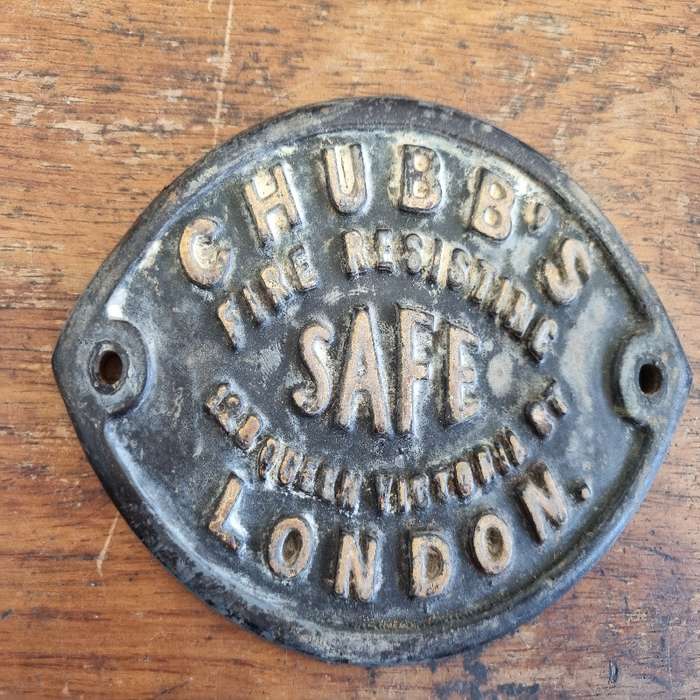 CHUBB'S
FIRE RESISTING
SAFE
128 QUEEN VICTORIA ST
LONDON.